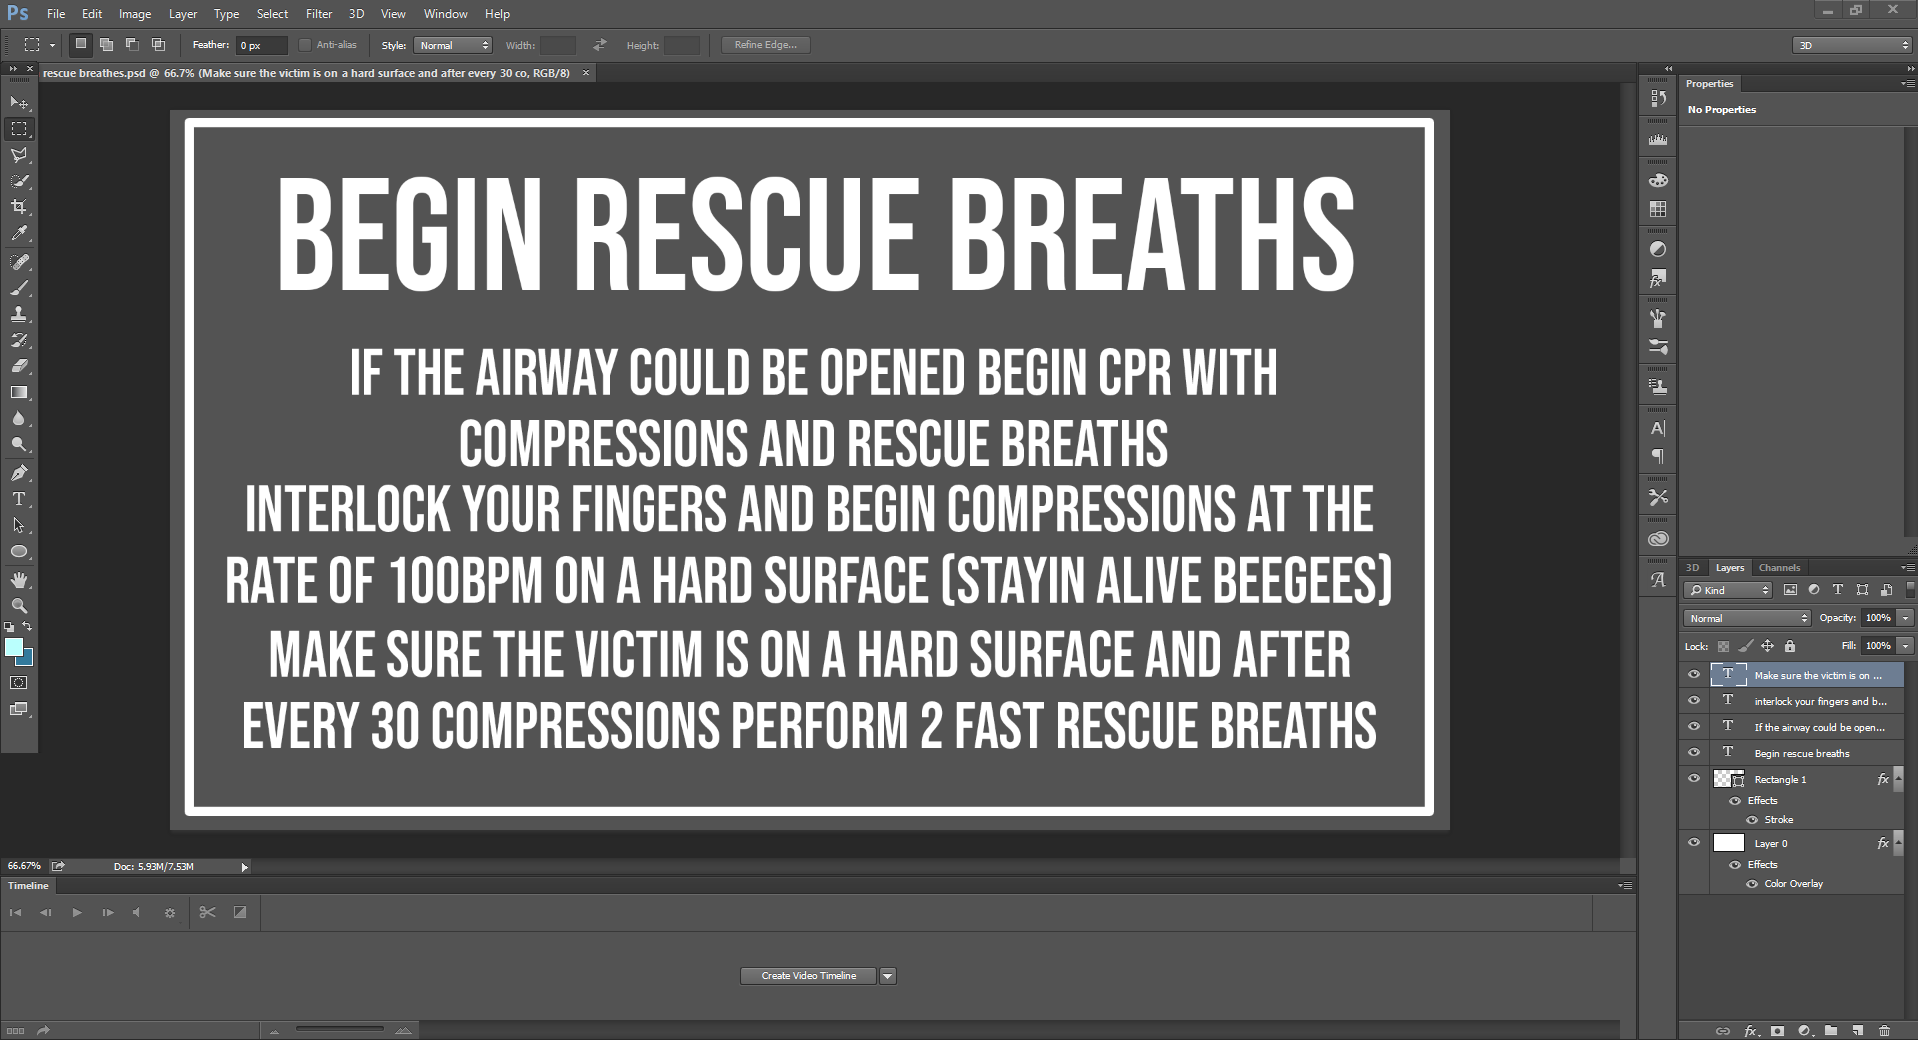 Ps File Edit Image Layer Type Select Filter 3D View Window Help
Feather: 0 px Anti-alias Style: Normal Width: Height: Refine Edge... 3D
rescue breathes.psd @ 66.7% (Make sure the victim is on a hard surface and after every 30 co, RGB/8) ×
BEGIN RESCUE BREATHS
IF THE AIRWAY COULD BE OPENED BEGIN CPR WITH
COMPRESSIONS AND RESCUE BREATHS
INTERLOCK YOUR FINGERS AND BEGIN COMPRESSIONS AT THE
RATE OF 100BPM ON A HARD SURFACE (STAYIN ALIVE BEEGEES)
MAKE SURE THE VICTIM IS ON A HARD SURFACE AND AFTER
EVERY 30 COMPRESSIONS PERFORM 2 FAST RESCUE BREATHS
66.67% Doc: 5.93M/7.53M
Timeline
Create Video Timeline
Properties
No Properties
3D Layers Channels
Kind
Normal Opacity: 100%
Lock: Fill: 100%
Make sure the victim is on ...
interlock your fingers and b...
If the airway could be open...
Begin rescue breaths
Rectangle 1 fx
Effects
Stroke
Layer 0 fx
Effects
Color Overlay